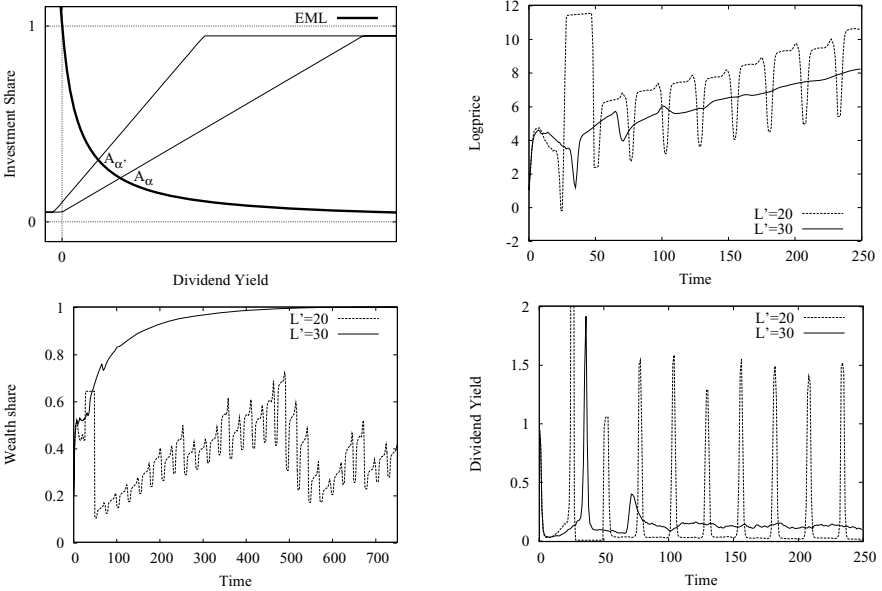 EML
1
0
0
A α'
A α
Investment Share
Dividend Yield
12
10
8
6
4
2
0
-2
0
50
100
150
200
250
Logprice
Time
L'=20
L'=30
1
0.8
0.6
0.4
0.2
0
0
100
200
300
400
500
600
700
Wealth share
Time
L'=20
L'=30
2
1.5
1
0.5
0
0
50
100
150
200
250
Dividend Yield
Time
L'=20
L'=30